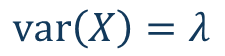 var(X) = λ